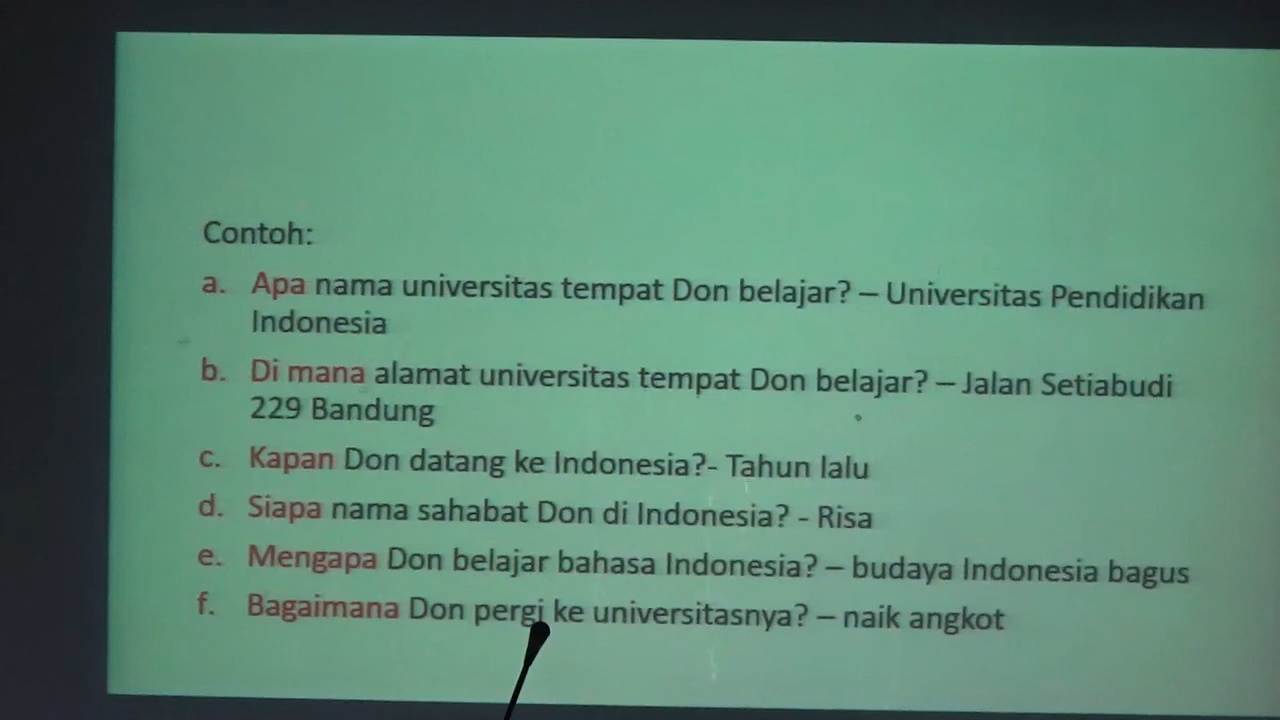 Contoh:
a. Apa nama universitas tempat Don belajar? – Universitas Pendidikan
Indonesia
b. Di mana alamat universitas tempat Don belajar? – Jalan Setiabudi
229 Bandung
c. Kapan Don datang ke Indonesia?- Tahun lalu
d. Siapa nama sahabat Don di Indonesia? - Risa
e. Mengapa Don belajar bahasa Indonesia? – budaya Indonesia bagus
f. Bagaimana Don pergi ke universitasnya? – naik angkot